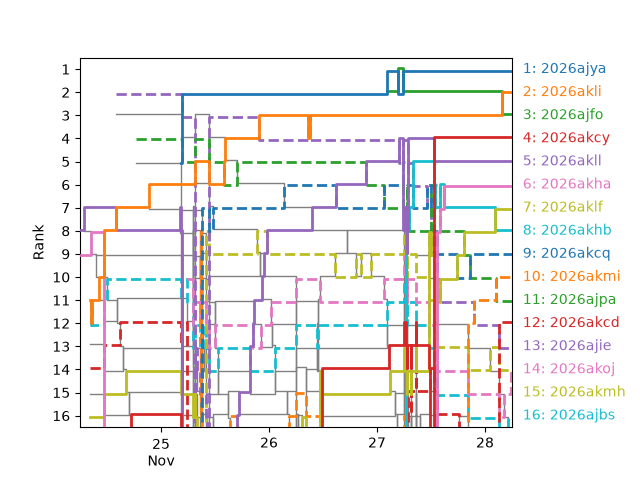 1
2
3
4
5
6
7
8
9
10
11
12
13
14
15
16
Rank
25
26
27
28
Nov
1: 2026ajya
2: 2026akli
3: 2026ajfo
4: 2026akcy
5: 2026akll
6: 2026akha
7: 2026aklf
8: 2026akhb
9: 2026akcq
10: 2026akmi
11: 2026ajpa
12: 2026akcd
13: 2026ajie
14: 2026akoj
15: 2026akmh
16: 2026ajbs